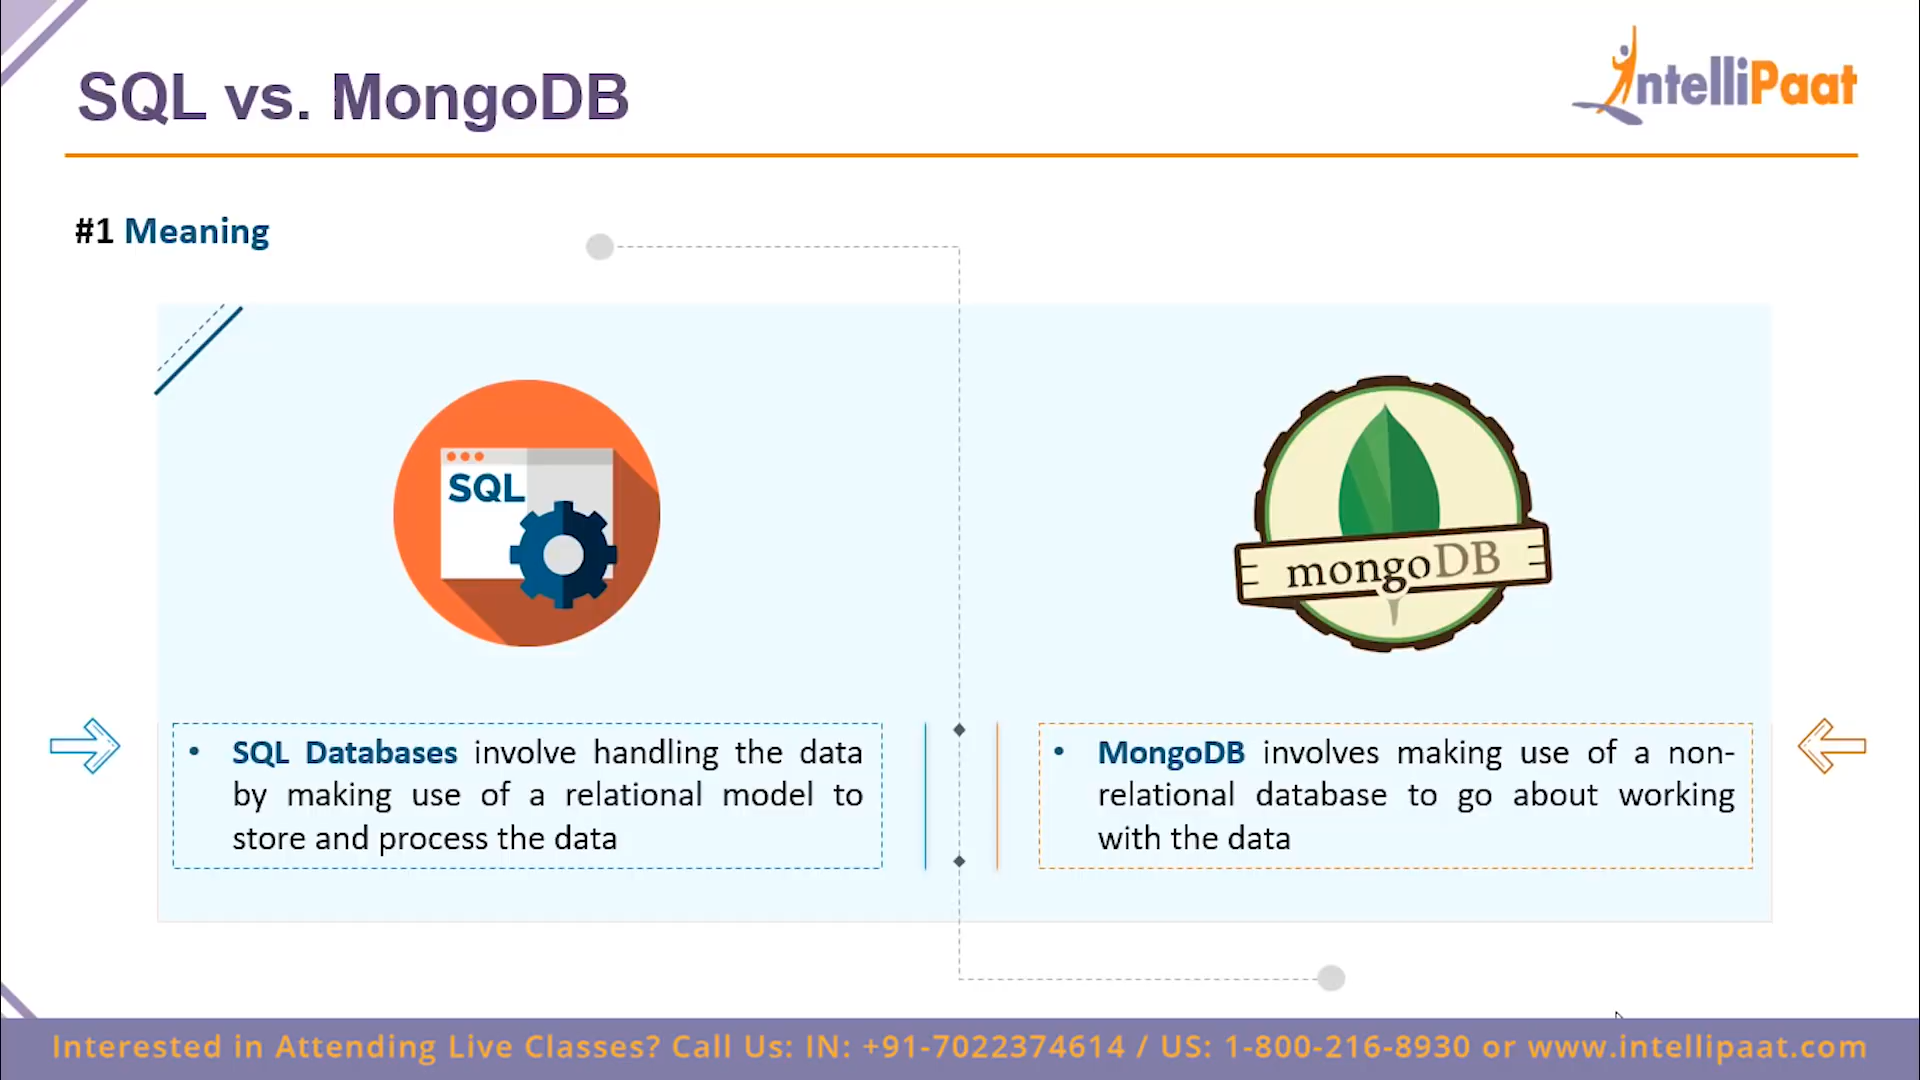 SQL vs. MongoDB
IntelliPaat
#1 Meaning
SQL
mongoDB
• SQL Databases involve handling the data
by making use of a relational model to
store and process the data
• MongoDB involves making use of a non-
relational database to go about working
with the data
Interested in Attending Live Classes? Call Us: IN: +91-7022374614 / US: 1-800-216-8930 or www.intellipaat.com